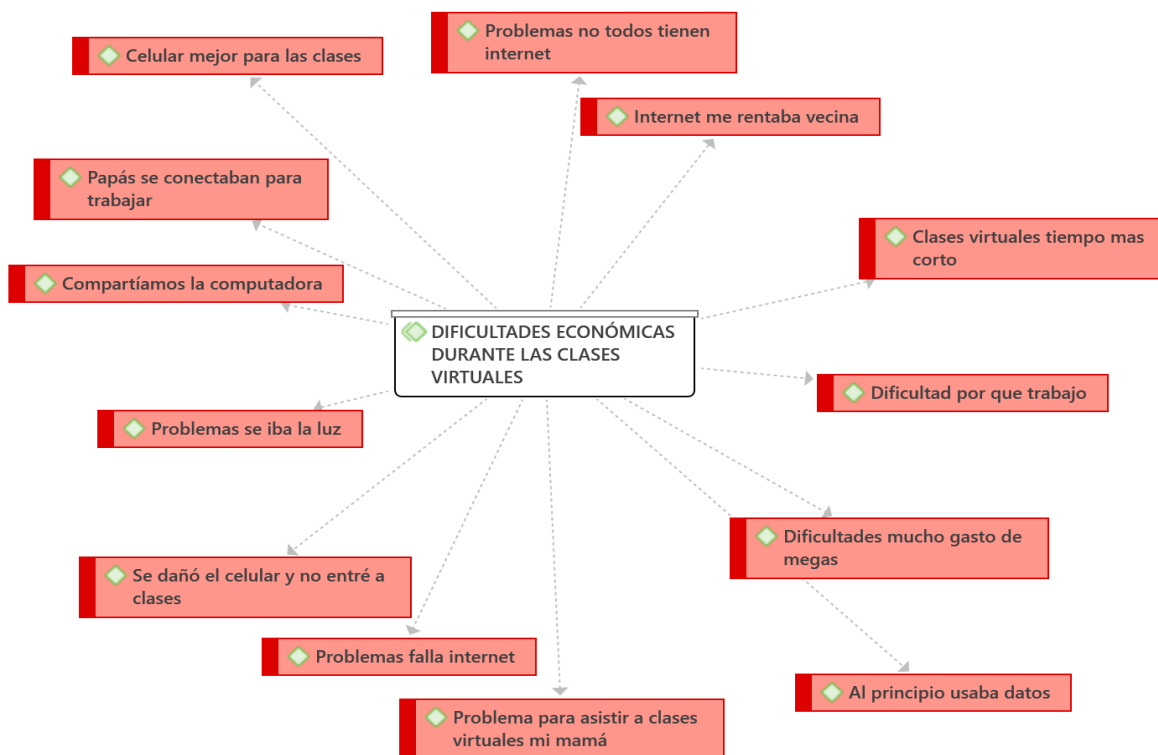 Problemas no todos tienen
internet
Celular mejor para las clases
Internet me rentaba vecina
Papás se conectaban para
trabajar
Clases virtuales tiempo mas
corto
Compartíamos la computadora
DIFICULTADES ECONÓMICAS
DURANTE LAS CLASES
VIRTUALES
Dificultad por que trabajo
Problemas se iba la luz
Dificultades mucho gasto de
megas
Se dañó el celular y no entré a
clases
Problemas falla internet
Al principio usaba datos
Problema para asistir a clases
virtuales mi mamá